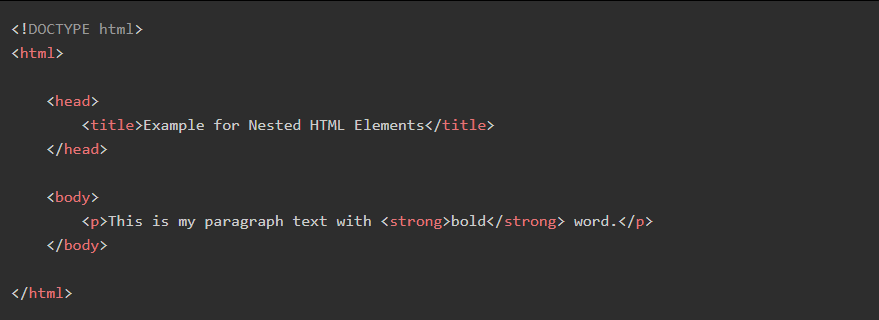 <!DOCTYPE html>
<html>
<head>
<title>Example for Nested HTML Elements</title>
</head>
<body>
<p>This is my paragraph text with <strong>bold</strong> word.</p>
</body>
</html>